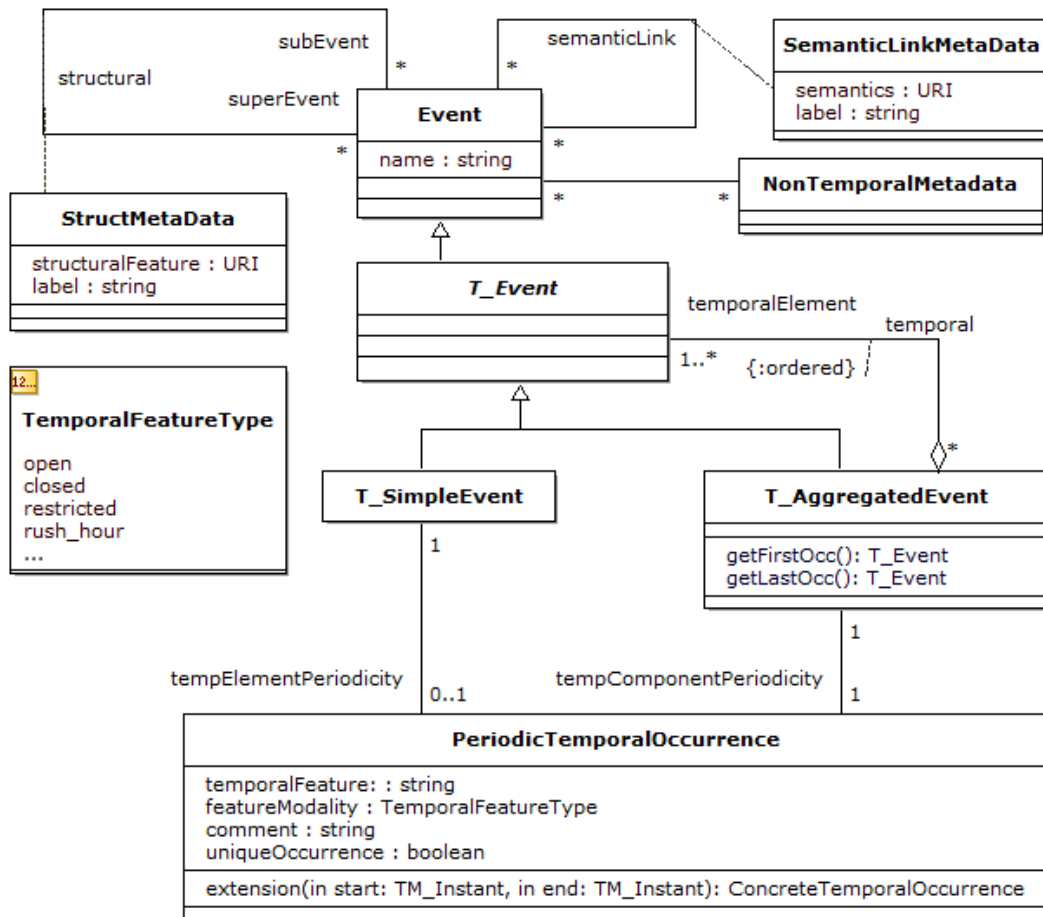 subEvent
*
structural
superEvent
*
semanticLink
*
*
SemanticLinkMetaData
semantics : URI
label : string
Event
name : string
*
*
NonTemporalMetadata
StructMetaData
structuralFeature : URI
label : string
T_Event
temporalElement
temporal
1..*
{:ordered}
*
12...
TemporalFeatureType
open
closed
restricted
rush_hour
...
T_SimpleEvent
1
T_AggregatedEvent
getFirstOcc(): T_Event
getLastOcc(): T_Event
1
tempElementPeriodicity
0..1
tempComponentPeriodicity
1
PeriodicTemporalOccurrence
temporalFeature: : string
featureModality : TemporalFeatureType
comment : string
uniqueOccurrence : boolean
extension(in start: TM_Instant, in end: TM_Instant): ConcreteTemporalOccurrence